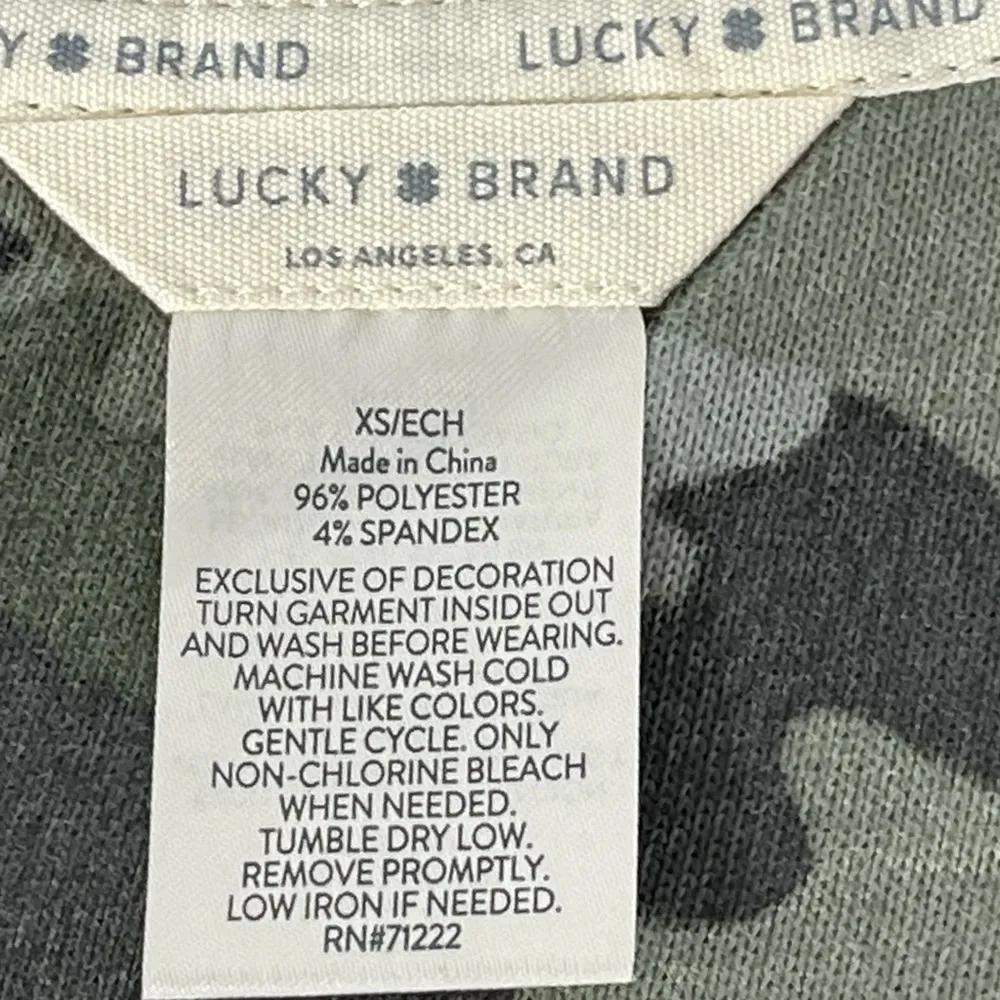 Y BRAND LUCKY BRAND
LUCKY BRAND
LOS ANGELES, CA
XS/ECH
Made in China
96% POLYESTER
4% SPANDEX
EXCLUSIVE OF DECORATION
TURN GARMENT INSIDE OUT
AND WASH BEFORE WEARING.
MACHINE WASH COLD
WITH LIKE COLORS.
GENTLE CYCLE. ONLY
NON-CHLORINE BLEACH
WHEN NEEDED.
TUMBLE DRY LOW.
REMOVE PROMPTLY.
LOW IRON IF NEEDED.
RN#71222